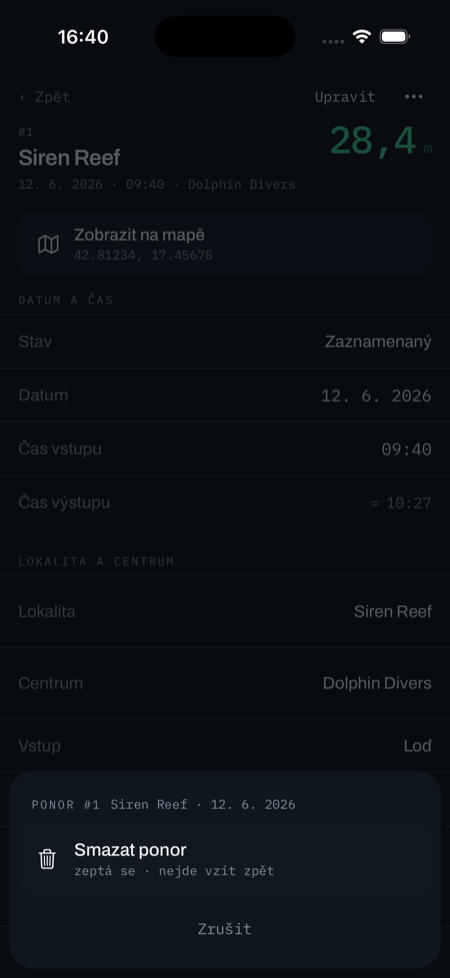 16:40
‹ Zpět
Upravit
#1
28,4 m
Siren Reef
12. 6. 2026 · 09:40 · Dolphin Divers
Zobrazit na mapě
42.81234, 17.45678
DATUM A ČAS
Stav
Zaznamenaný
Datum
12. 6. 2026
Čas vstupu
09:40
Čas výstupu
= 10:27
LOKALITA A CENTRUM
Lokalita
Siren Reef
Centrum
Dolphin Divers
Vstup
Loď
PONOR #1 Siren Reef · 12. 6. 2026
Smazat ponor
zeptá se · nejde vzít zpět
Zrušit